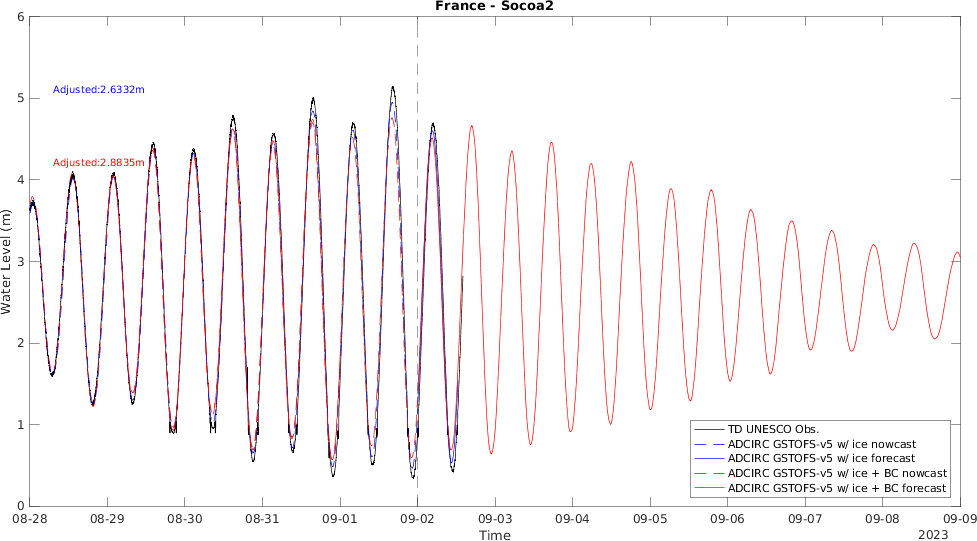 France - Socoa2
6
5
4
3
2
1
0
Water Level (m)
Adjusted:2.6332m
Adjusted:2.8835m
TD UNESCO Obs.
ADCIRC GSTOFS-v5 w/ ice nowcast
ADCIRC GSTOFS-v5 w/ ice forecast
ADCIRC GSTOFS-v5 w/ ice + BC nowcast
ADCIRC GSTOFS-v5 w/ ice + BC forecast
08-28 08-29 08-30 08-31 09-01 09-02 09-03 09-04 09-05 09-06 09-07 09-08 09-09
Time
2023